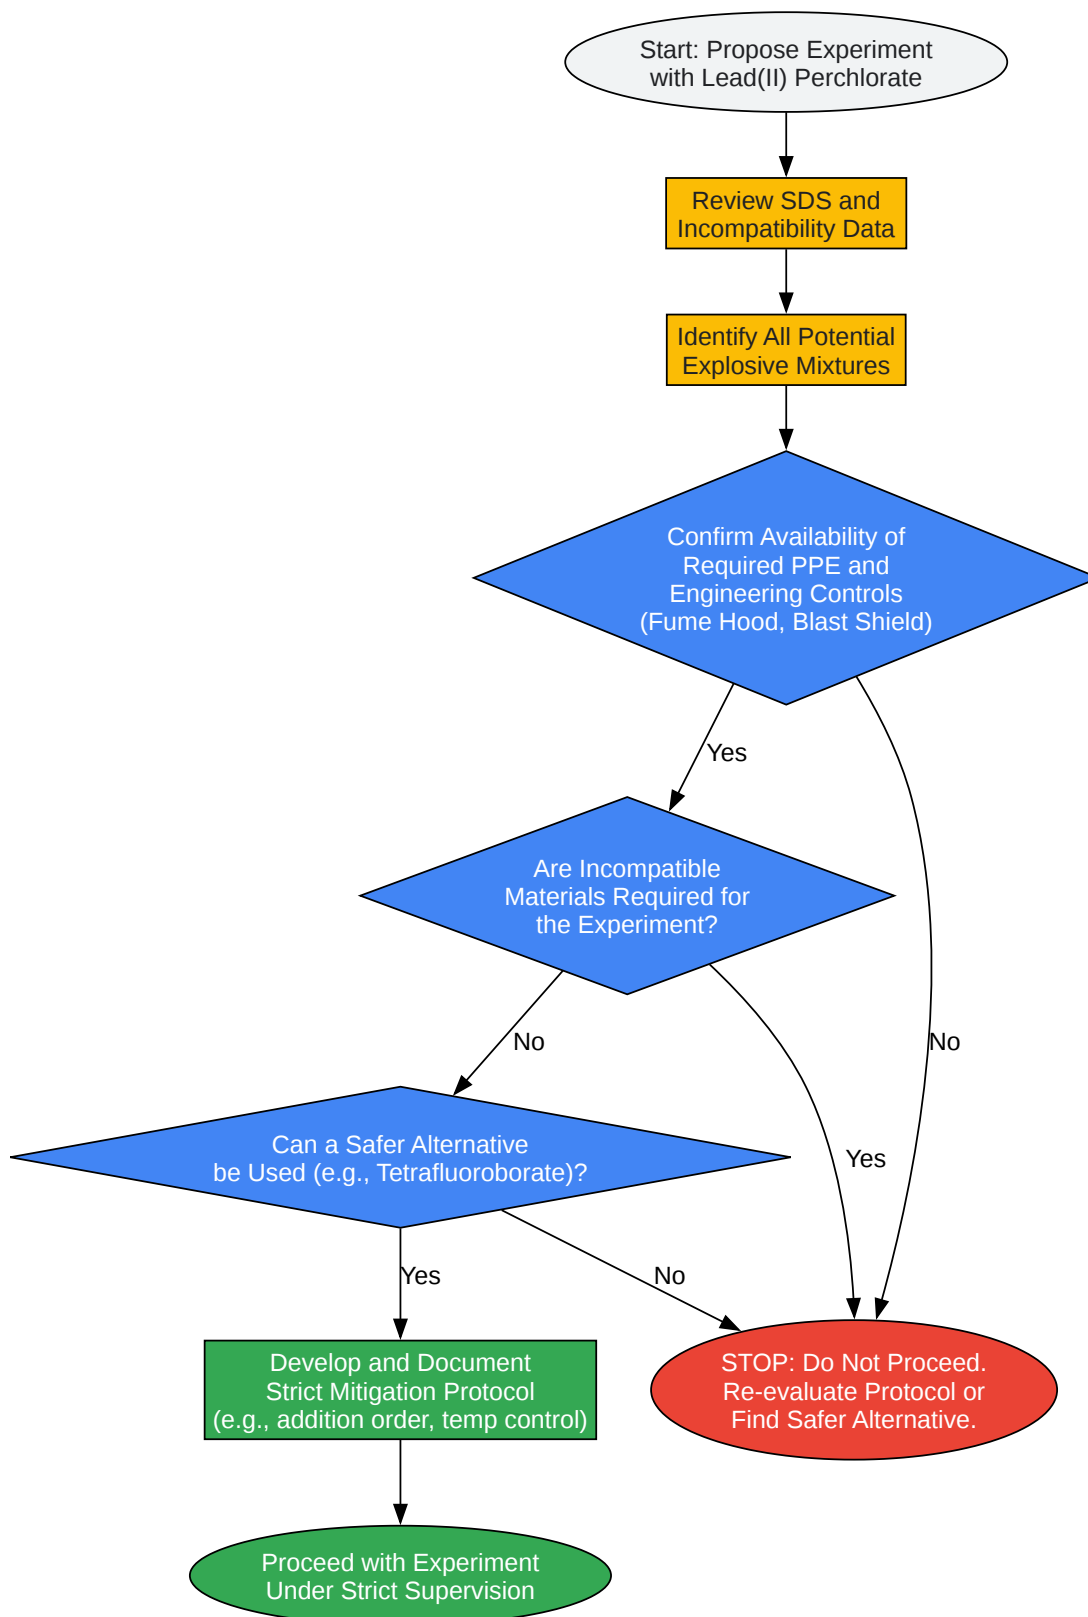 Start: Propose Experiment
with Lead(II) Perchlorate
Review SDS and
Incompatibility Data
Identify All Potential
Explosive Mixtures
Confirm Availability of
Required PPE and
Engineering Controls
(Fume Hood, Blast Shield)
Yes
Are Incompatible
Materials Required for
the Experiment?
No
No
Can a Safer Alternative
be Used (e.g., Tetrafluoroborate)?
Yes
Yes
No
Develop and Document
Strict Mitigation Protocol
(e.g., addition order, temp control)
STOP: Do Not Proceed.
Re-evaluate Protocol or
Find Safer Alternative.
Proceed with Experiment
Under Strict Supervision